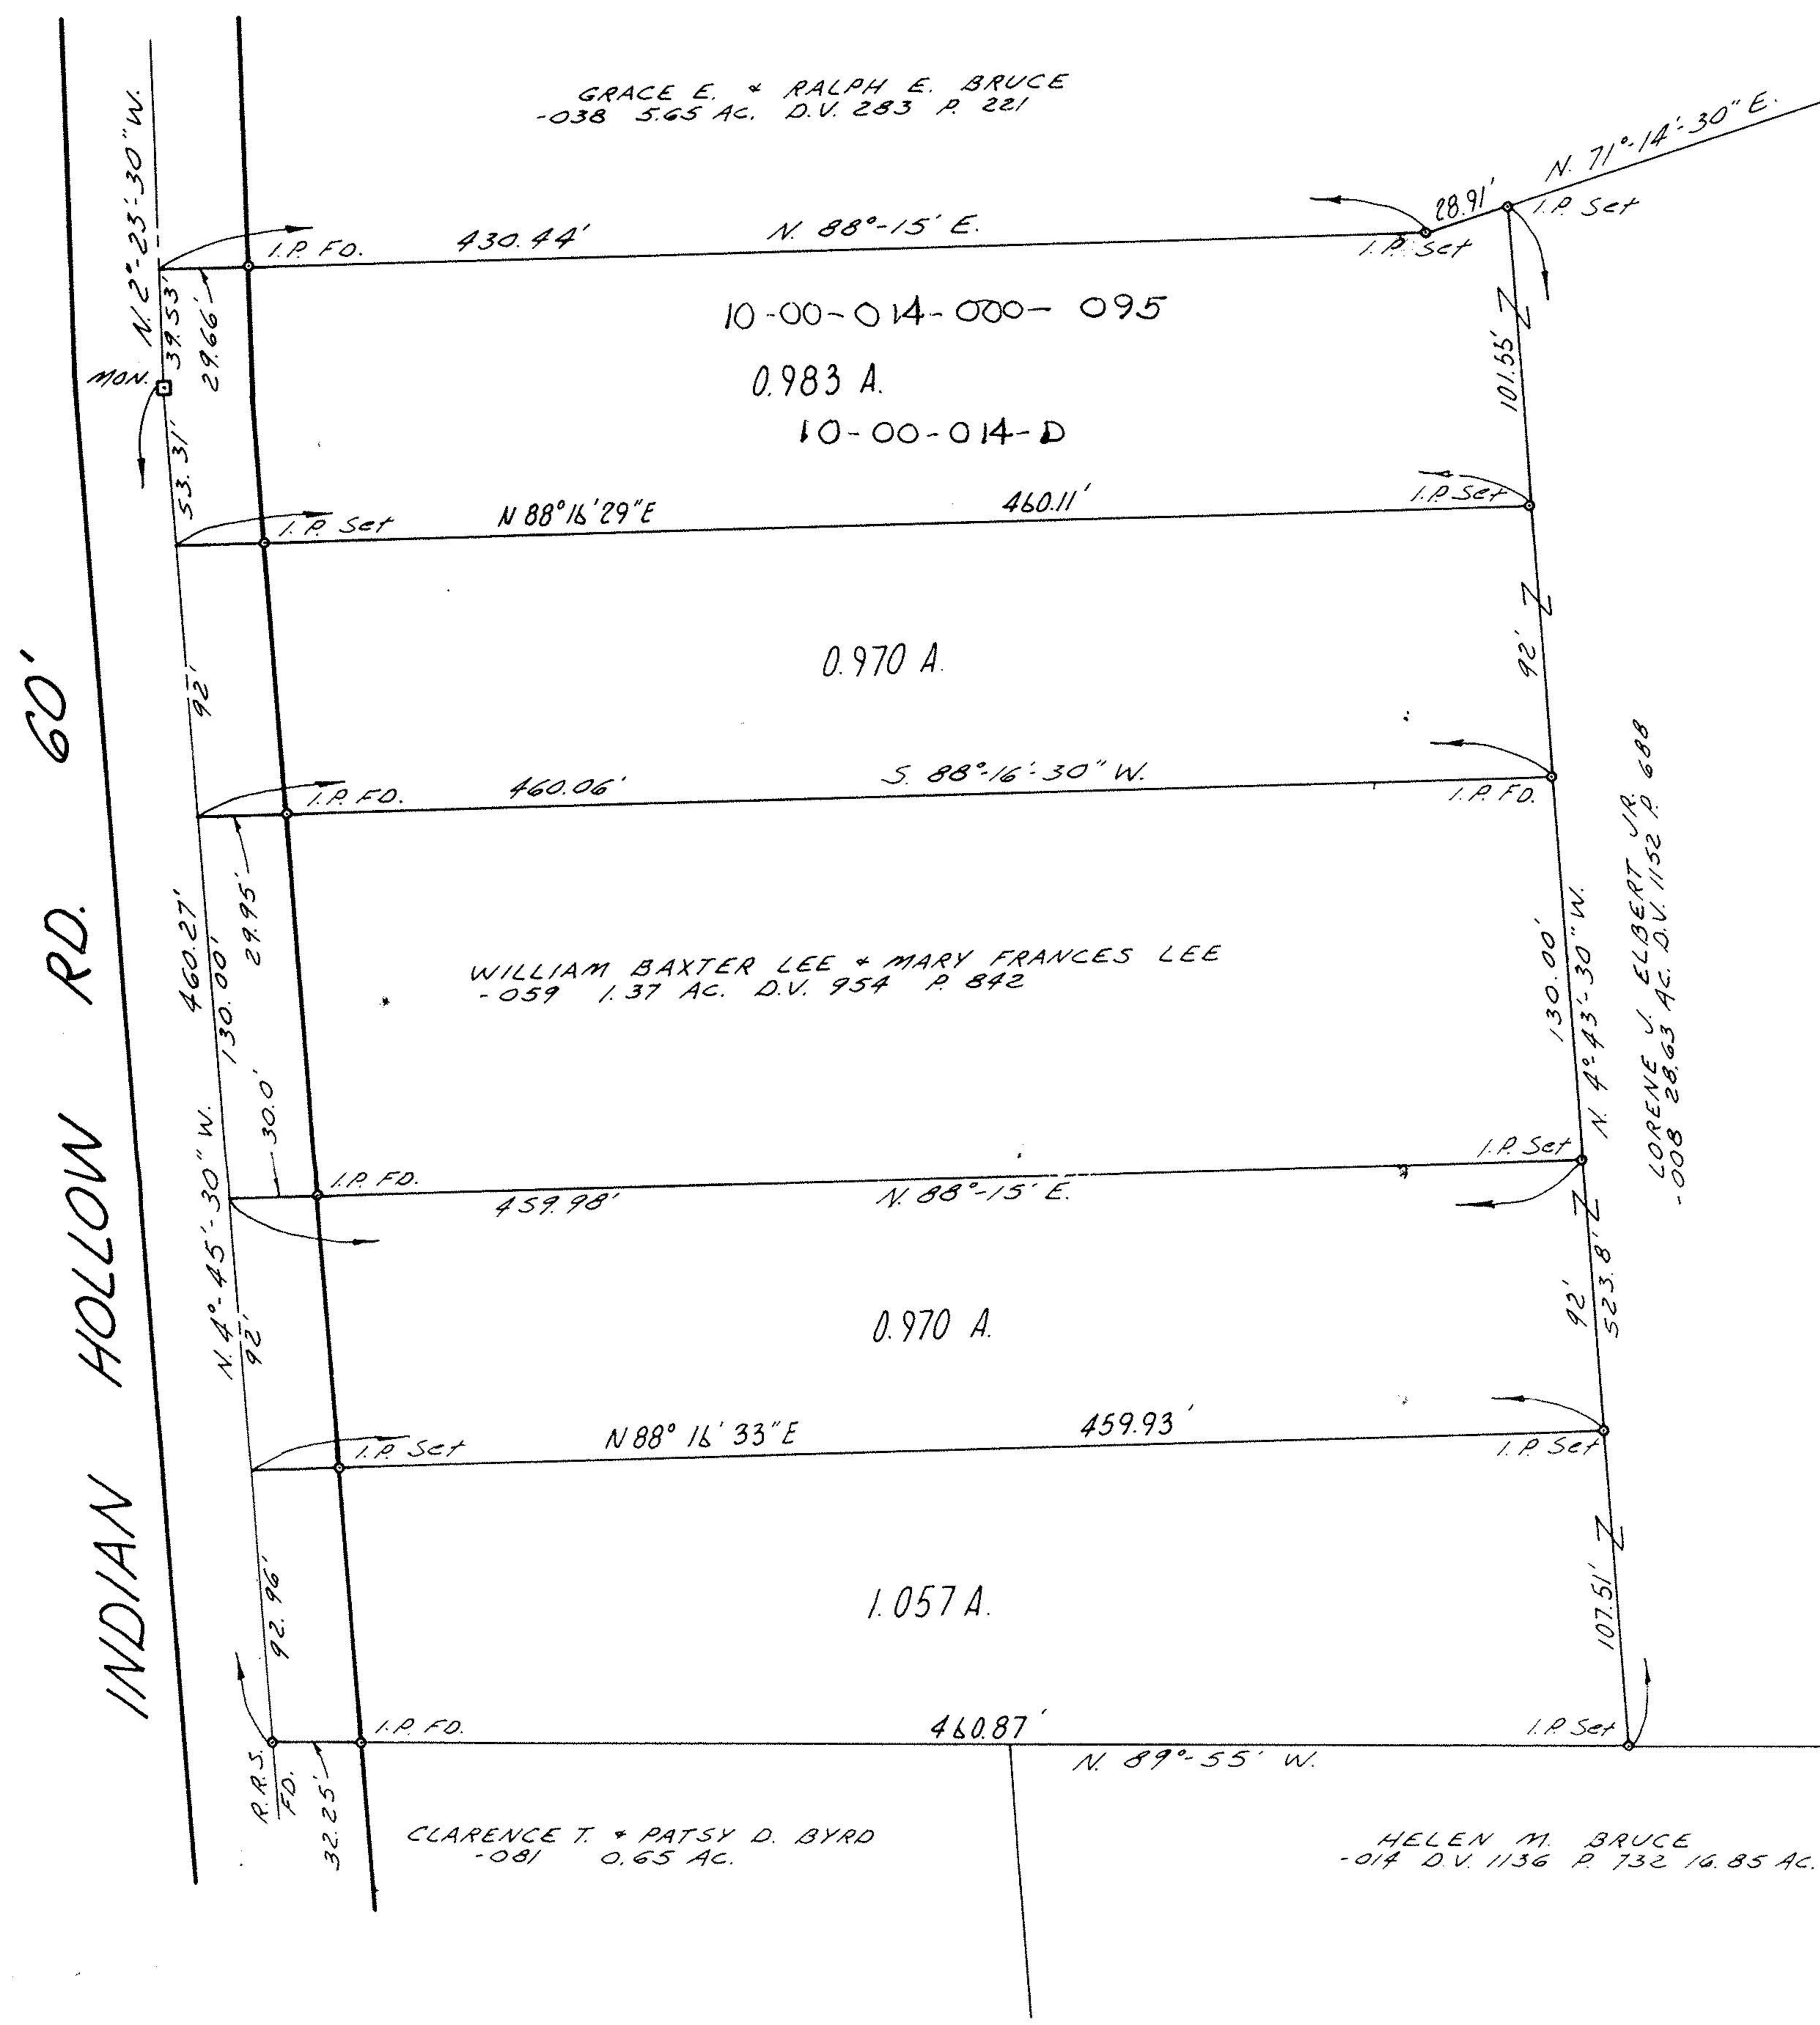 GRACE E. & RALPH E. BRUCE
-038 5.65 AC. D.V. 283 P. 221
N. 71°-14'-30" E.
28.91'
I.P. Set
N. 2°-23'-30" W.
I.P. FD.
430.44'
N. 88°-15' E.
I.P. Set
39.53'
29.66'
MON.
10-00-014-000-095
0.983 A.
10-00-014-D
101.55'
53.31'
I.P. Set
N 88° 16' 29" E
460.11'
I.P. Set
92'
0.970 A.
92'
60'
I.P. FD.
460.06'
S. 88°-16'-30" W.
I.P. FD.
LORENE J. ELBERT JR.
-008 28.63 AC. D.V. 1152 P. 688
460.27'
130.00'
29.95'
WILLIAM BAXTER LEE & MARY FRANCES LEE
-059 1.37 AC. D.V. 954 P. 842
130.00'
N. 4°-43'-30" W.
30.0'
I.P. FD.
459.98'
N. 88°-15' E.
I.P. Set
INDIAN HOLLOW RD.
N. 4°-45'-30" W.
92'
0.970 A.
92'
523.8'
I.P. Set
N 88° 16' 33" E
459.93'
I.P. Set
92.96'
1.057 A.
107.51'
I.P. FD.
460.87'
N. 89°-55' W.
I.P. Set
R.R.S.
FD.
32.25'
CLARENCE T. & PATSY D. BYRD
-081 0.65 AC.
HELEN M. BRUCE
-014 D.V. 1136 P. 732 16.85 AC.